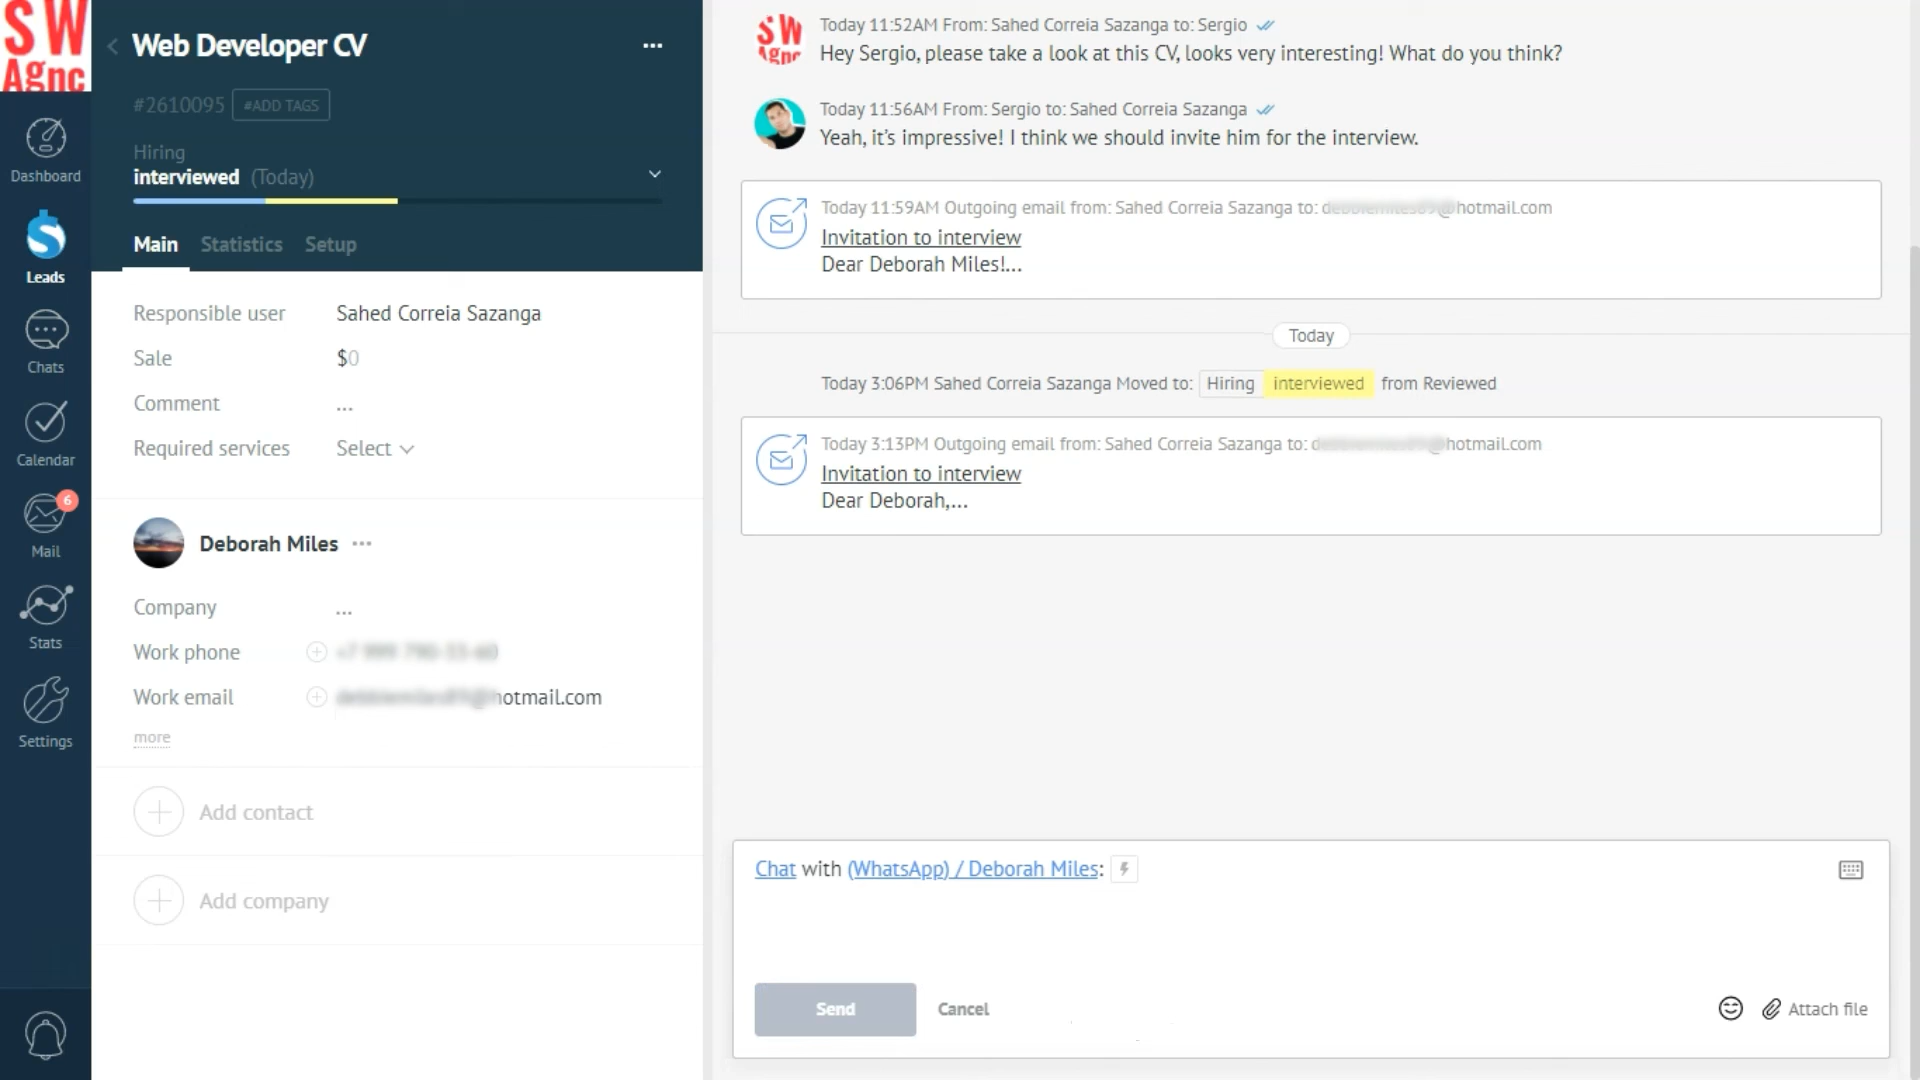 SW
Agnc
Dashboard
Leads
Chats
Calendar
6
Mail
Stats
Settings
Web Developer CV
#2610095 #ADD TAGS
Hiring
interviewed (Today)
Main Statistics Setup
Responsible user Sahed Correia Sazanga
Sale $0
Comment ...
Required services Select
Deborah Miles ...
Company ...
Work phone
Work email hotmail.com
more
Add contact
Add company
SW
Agnc
Today 11:52AM From: Sahed Correia Sazanga to: Sergio
Hey Sergio, please take a look at this CV, looks very interesting! What do you think?
Today 11:56AM From: Sergio to: Sahed Correia Sazanga
Yeah, it's impressive! I think we should invite him for the interview.
Today 11:59AM Outgoing email from: Sahed Correia Sazanga to: hotmail.com
Invitation to interview
Dear Deborah Miles!...
Today
Today 3:06PM Sahed Correia Sazanga Moved to: Hiring interviewed from Reviewed
Today 3:13PM Outgoing email from: Sahed Correia Sazanga to: hotmail.com
Invitation to interview
Dear Deborah,...
Chat with (WhatsApp) / Deborah Miles:
Send Cancel Attach file